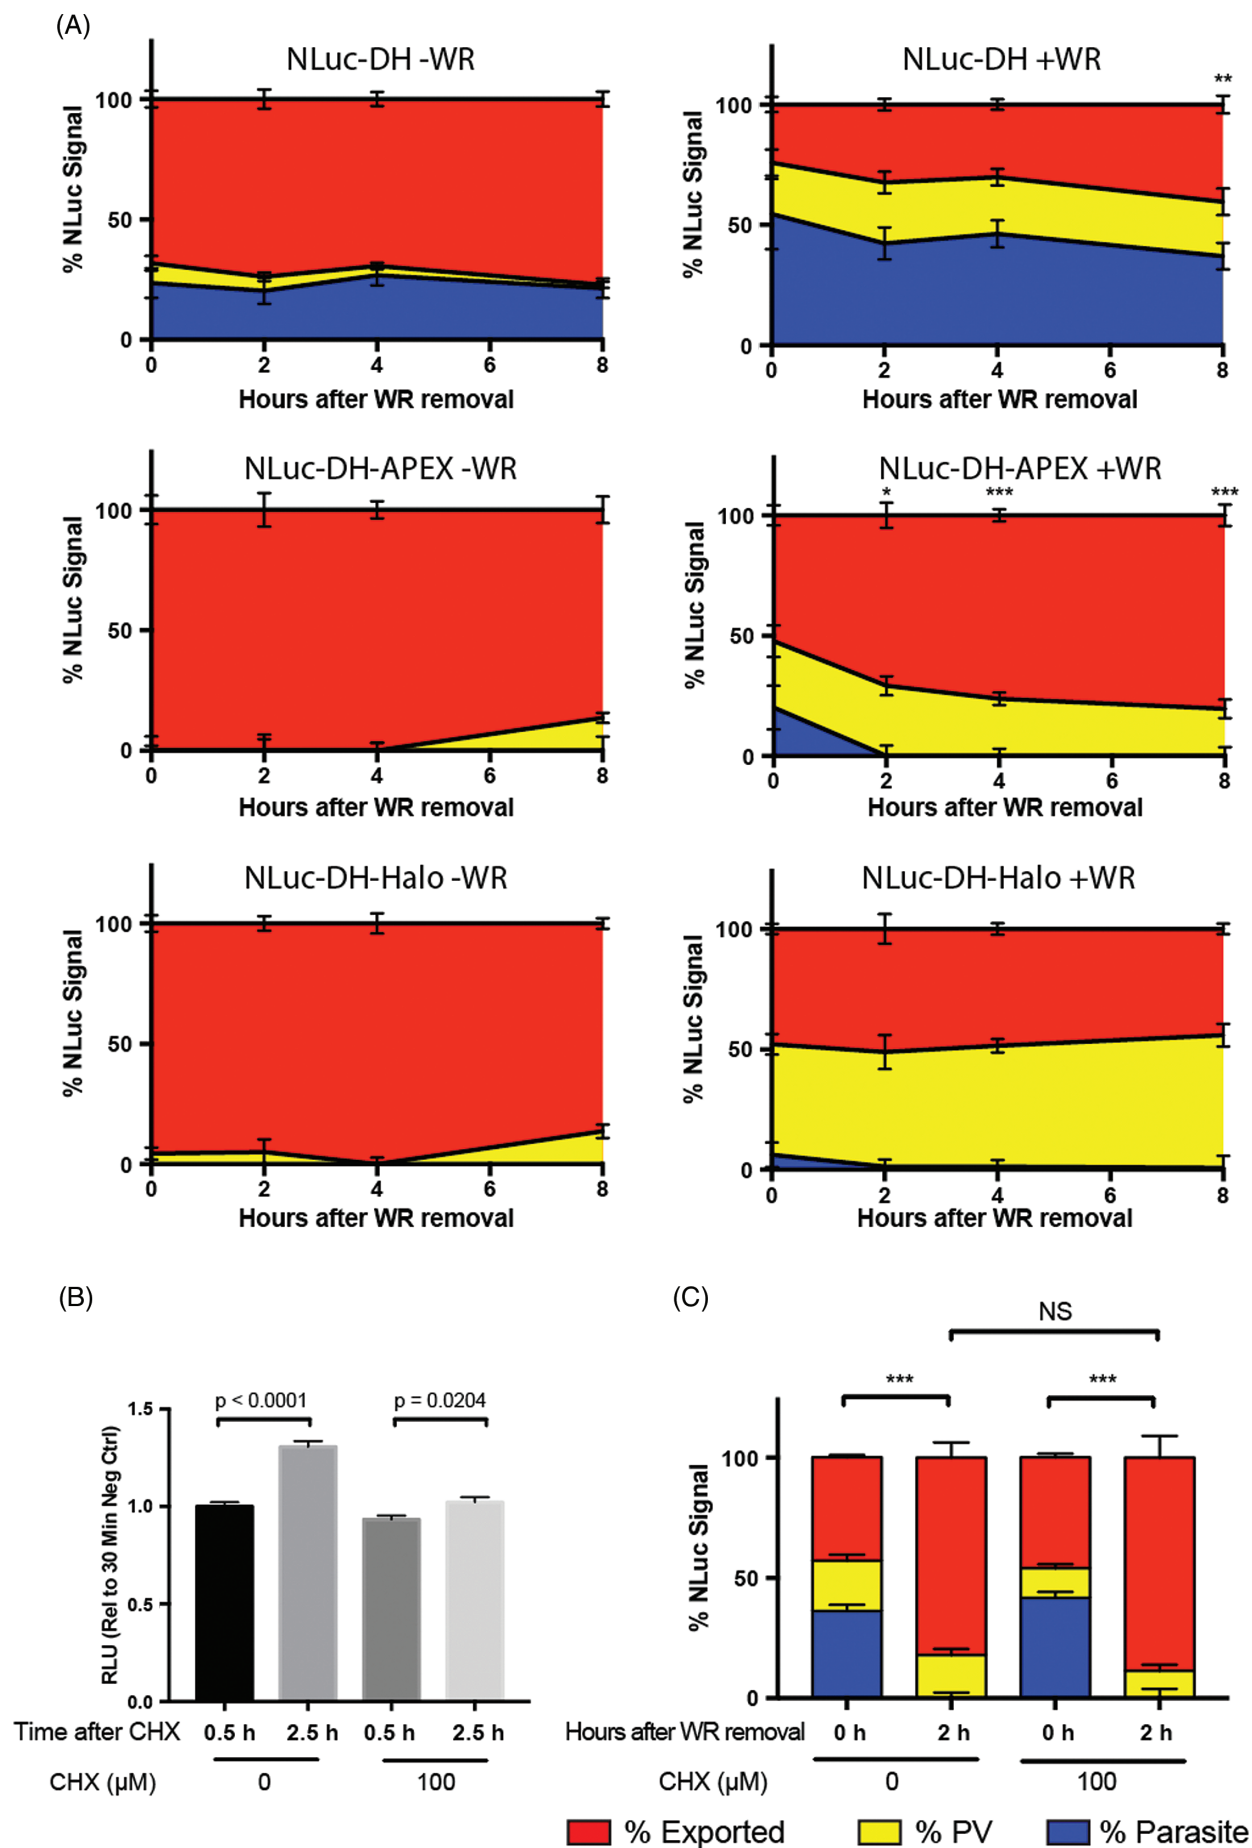 (A)
NLuc-DH -WR
% NLuc Signal
100
50
0
0 2 4 6 8
Hours after WR removal
NLuc-DH +WR
**
% NLuc Signal
100
50
0
0 2 4 6 8
Hours after WR removal
NLuc-DH-APEX -WR
% NLuc Signal
100
50
0
0 2 4 6 8
Hours after WR removal
NLuc-DH-APEX +WR
* *** ***
% NLuc Signal
100
50
0
0 2 4 6 8
Hours after WR removal
NLuc-DH-Halo -WR
% NLuc Signal
100
50
0
0 2 4 6 8
Hours after WR removal
NLuc-DH-Halo +WR
% NLuc Signal
100
50
0
0 2 4 6 8
Hours after WR removal
(B)
p < 0.0001 p = 0.0204
RLU (Rel to 30 Min Neg Ctrl)
1.5
1.0
0.5
0.0
Time after CHX 0.5 h 2.5 h 0.5 h 2.5 h
CHX (µM) 0 100
(C)
NS
*** ***
% NLuc Signal
100
50
0
Hours after WR removal 0 h 2 h 0 h 2 h
CHX (µM) 0 100
% Exported % PV % Parasite